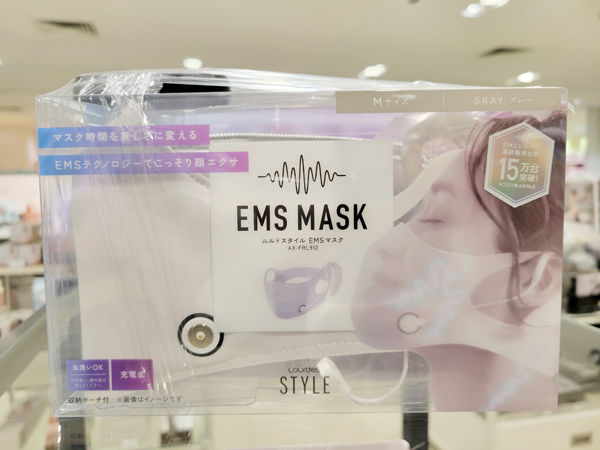 Mサイズ
GRAY グレー
マスク時間を美しさに変える
EMSテクノロジーでこっそり顔エクサ
15万台
突破!
EMS MASK
ルルドスタイル EMSマスク
AX-FRL912
丸洗いOK
充電式
Lourdes
STYLE
収納ポーチ付 ※画像はイメージです